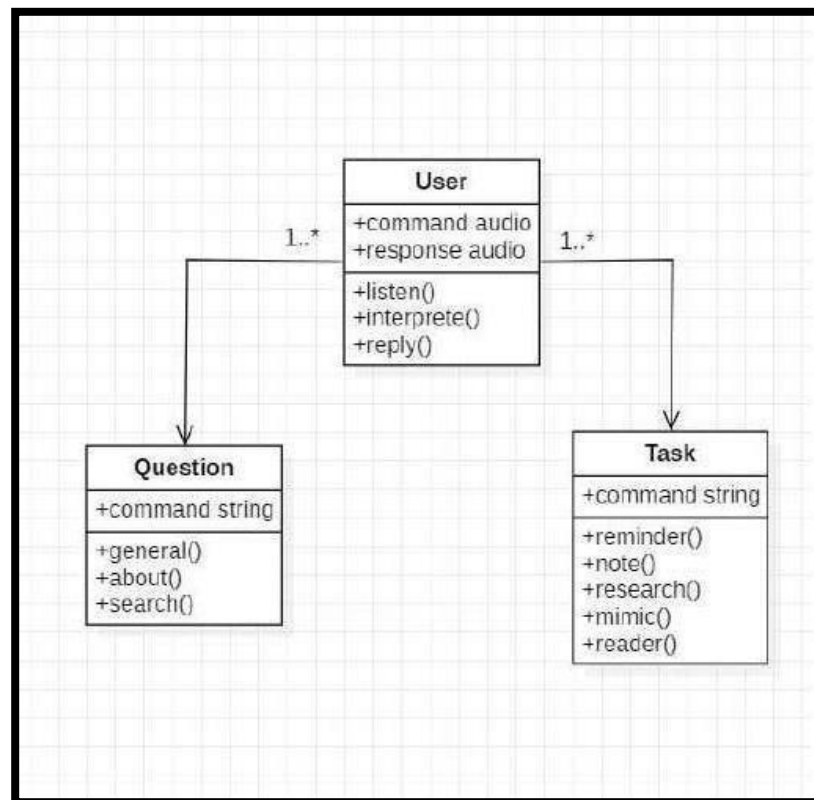 User
+command audio
+response audio
+listen()
+interprete()
+reply()
1..*
1..*
Question
+command string
+general()
+about()
+search()
Task
+command string
+reminder()
+note()
+research()
+mimic()
+reader()